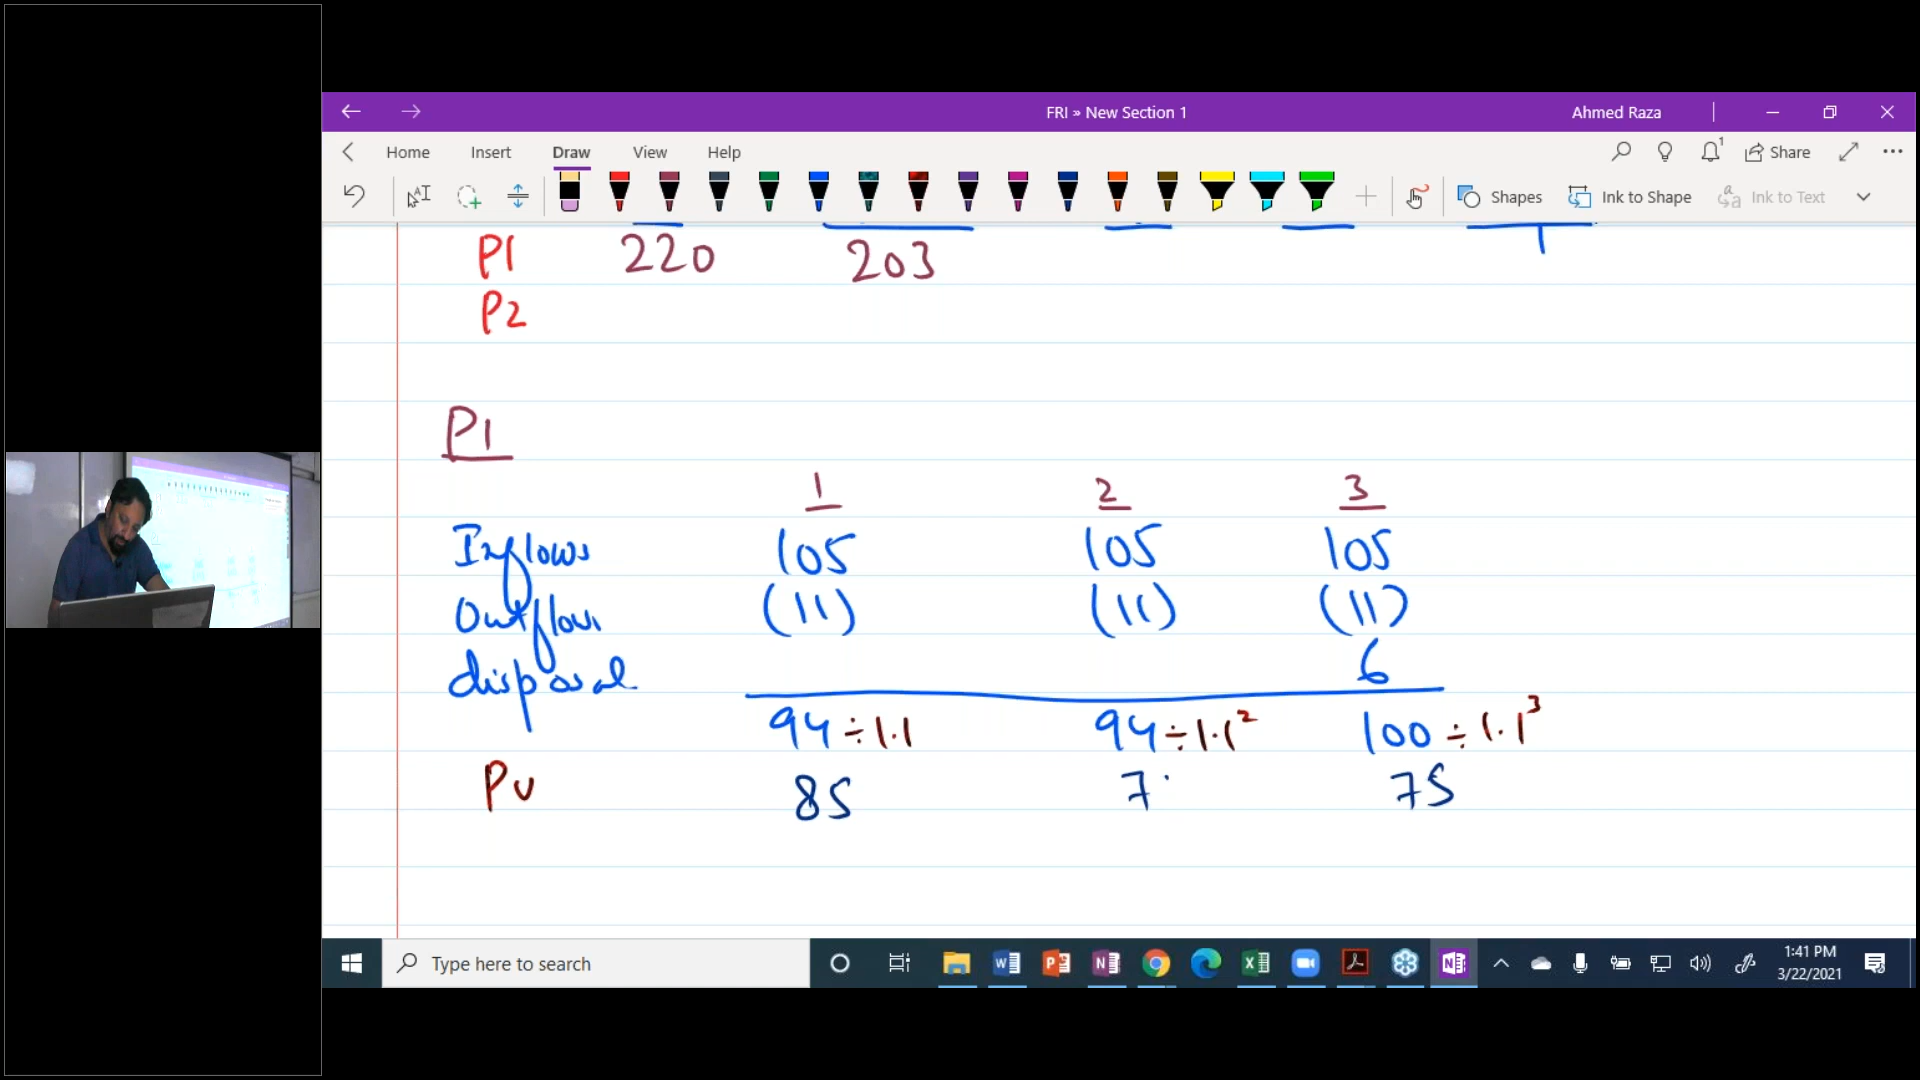 FRI » New Section 1
Ahmed Raza
Home Insert Draw View Help
1
Share
Shapes
Ink to Shape
Ink to Text
P1 220 203
P2
P1
1 2 3
Inflows 105 105 105
Outflows (11) (11) (11)
disposal 6
94 ÷ 1.1 94 ÷ 1.1² 100 ÷ 1.1³
PV 85 7 75
Type here to search
1:41 PM
3/22/2021